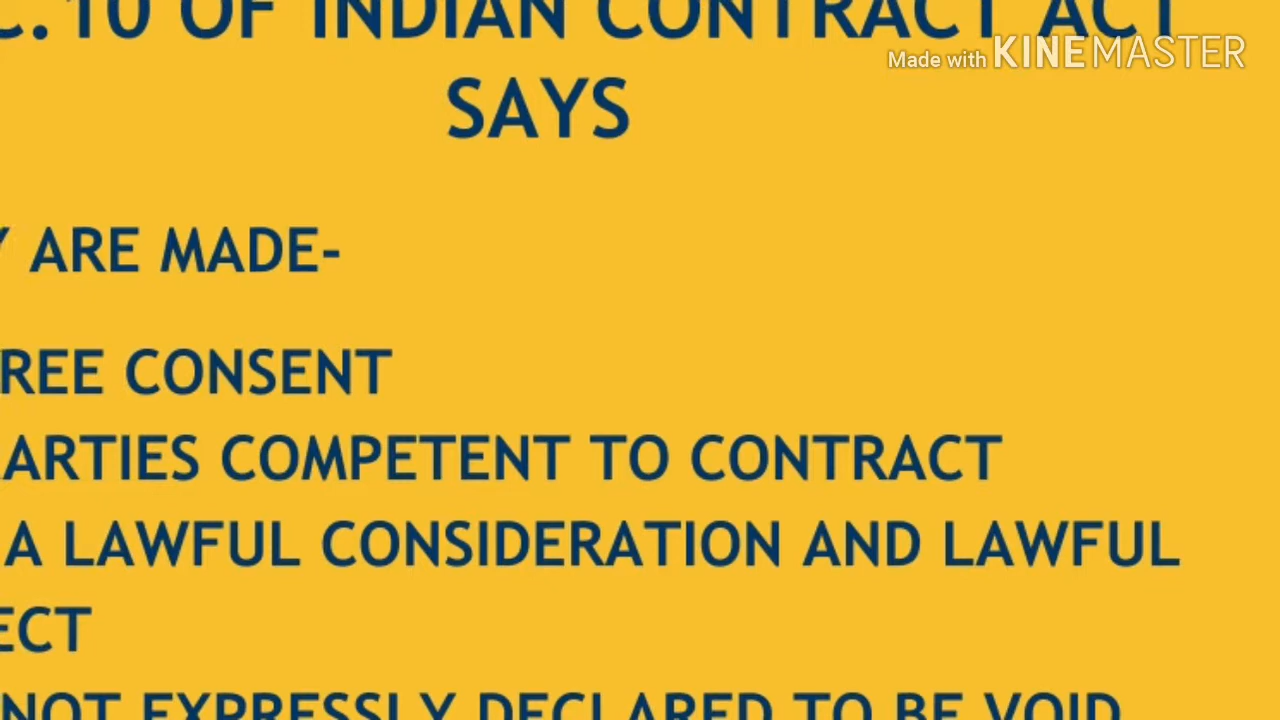 C.10 OF INDIAN CONTRACT ACT
Made with KINEMASTER
SAYS
Y ARE MADE-
REE CONSENT
ARTIES COMPETENT TO CONTRACT
A LAWFUL CONSIDERATION AND LAWFUL
ECT
NOT EXPRESSLY DECLARED TO BE VOID